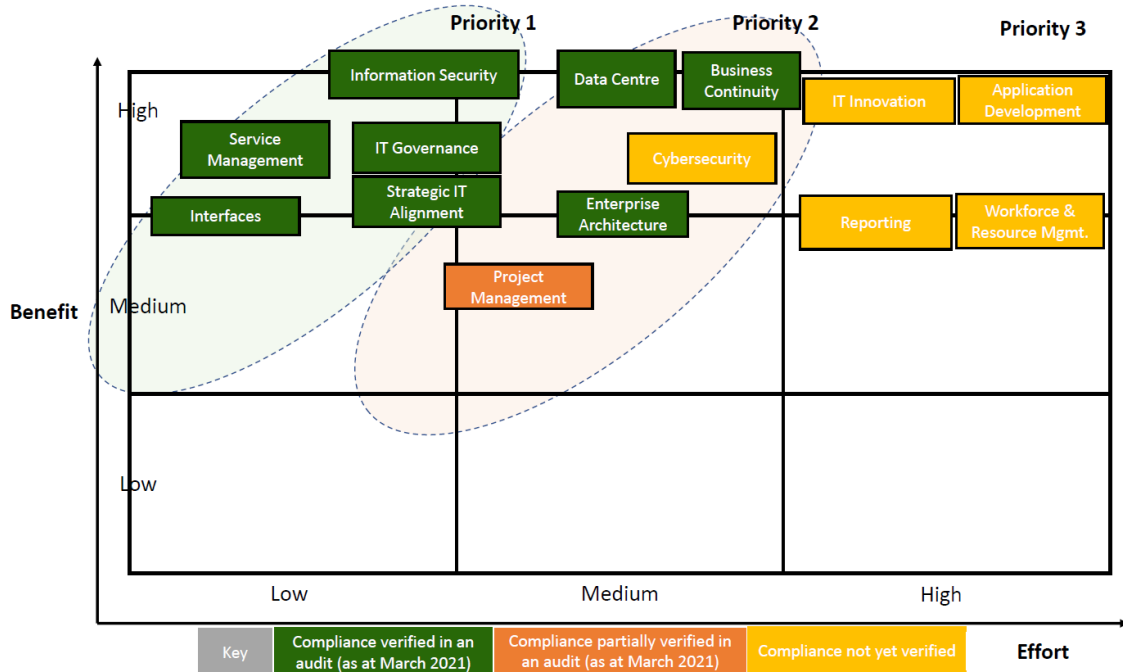 Priority 1
Priority 2
Priority 3
Information Security
Data Centre
Business
Continuity
IT Innovation
Application
Development
High
Service
Management
IT Governance
Cybersecurity
Strategic IT
Alignment
Interfaces
Enterprise
Architecture
Reporting
Workforce &
Resource Mgmt.
Project
Management
Benefit
Medium
Low
Low
Medium
High
Key
Compliance verified in an
audit (as at March 2021)
Compliance partially verified in
an audit (as at March 2021)
Compliance not yet verified
Effort